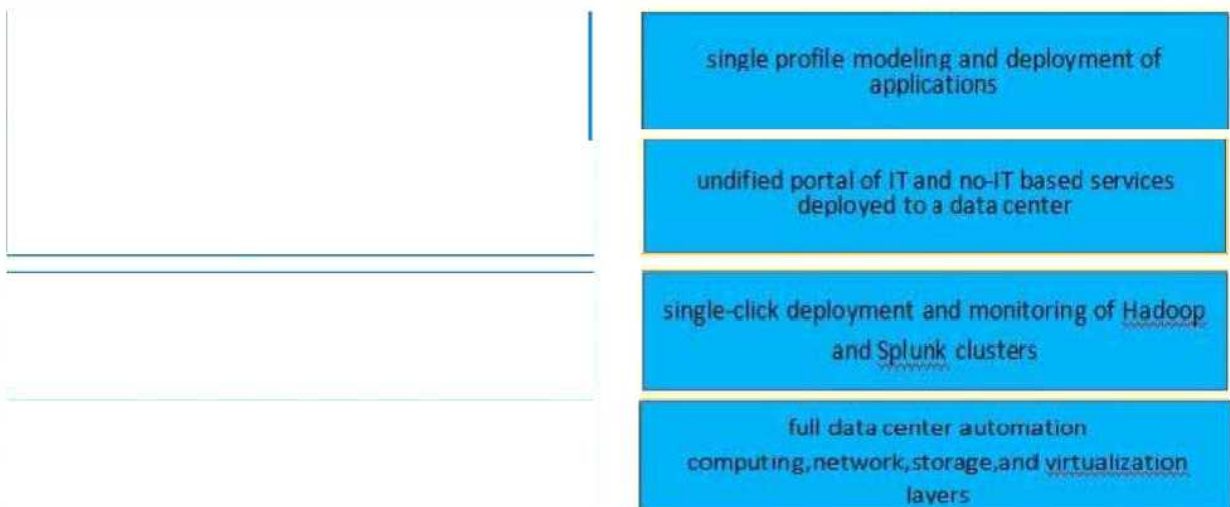 single profile modeling and deployment of
applications
undified portal of IT and no-IT based services
deployed to a data center
single-click deployment and monitoring of Hadoop
and Splunk clusters
full data center automation
computing,network,storage,and virtualization
layers